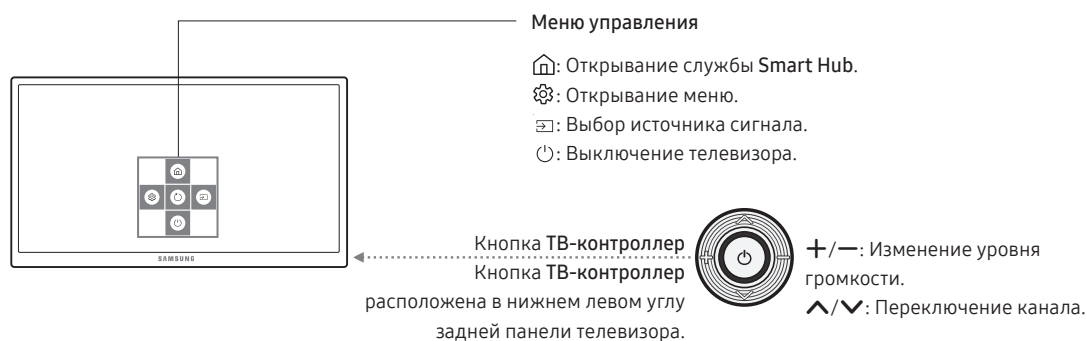 Меню управления
: Открывание службы Smart Hub.
: Открывание меню.
: Выбор источника сигнала.
: Выключение телевизора.
SAMSUNG
Кнопка ТВ-контроллер
Кнопка ТВ-контроллер
расположена в нижнем левом углу
задней панели телевизора.
+/−: Изменение уровня
громкости.
∧/∨: Переключение канала.